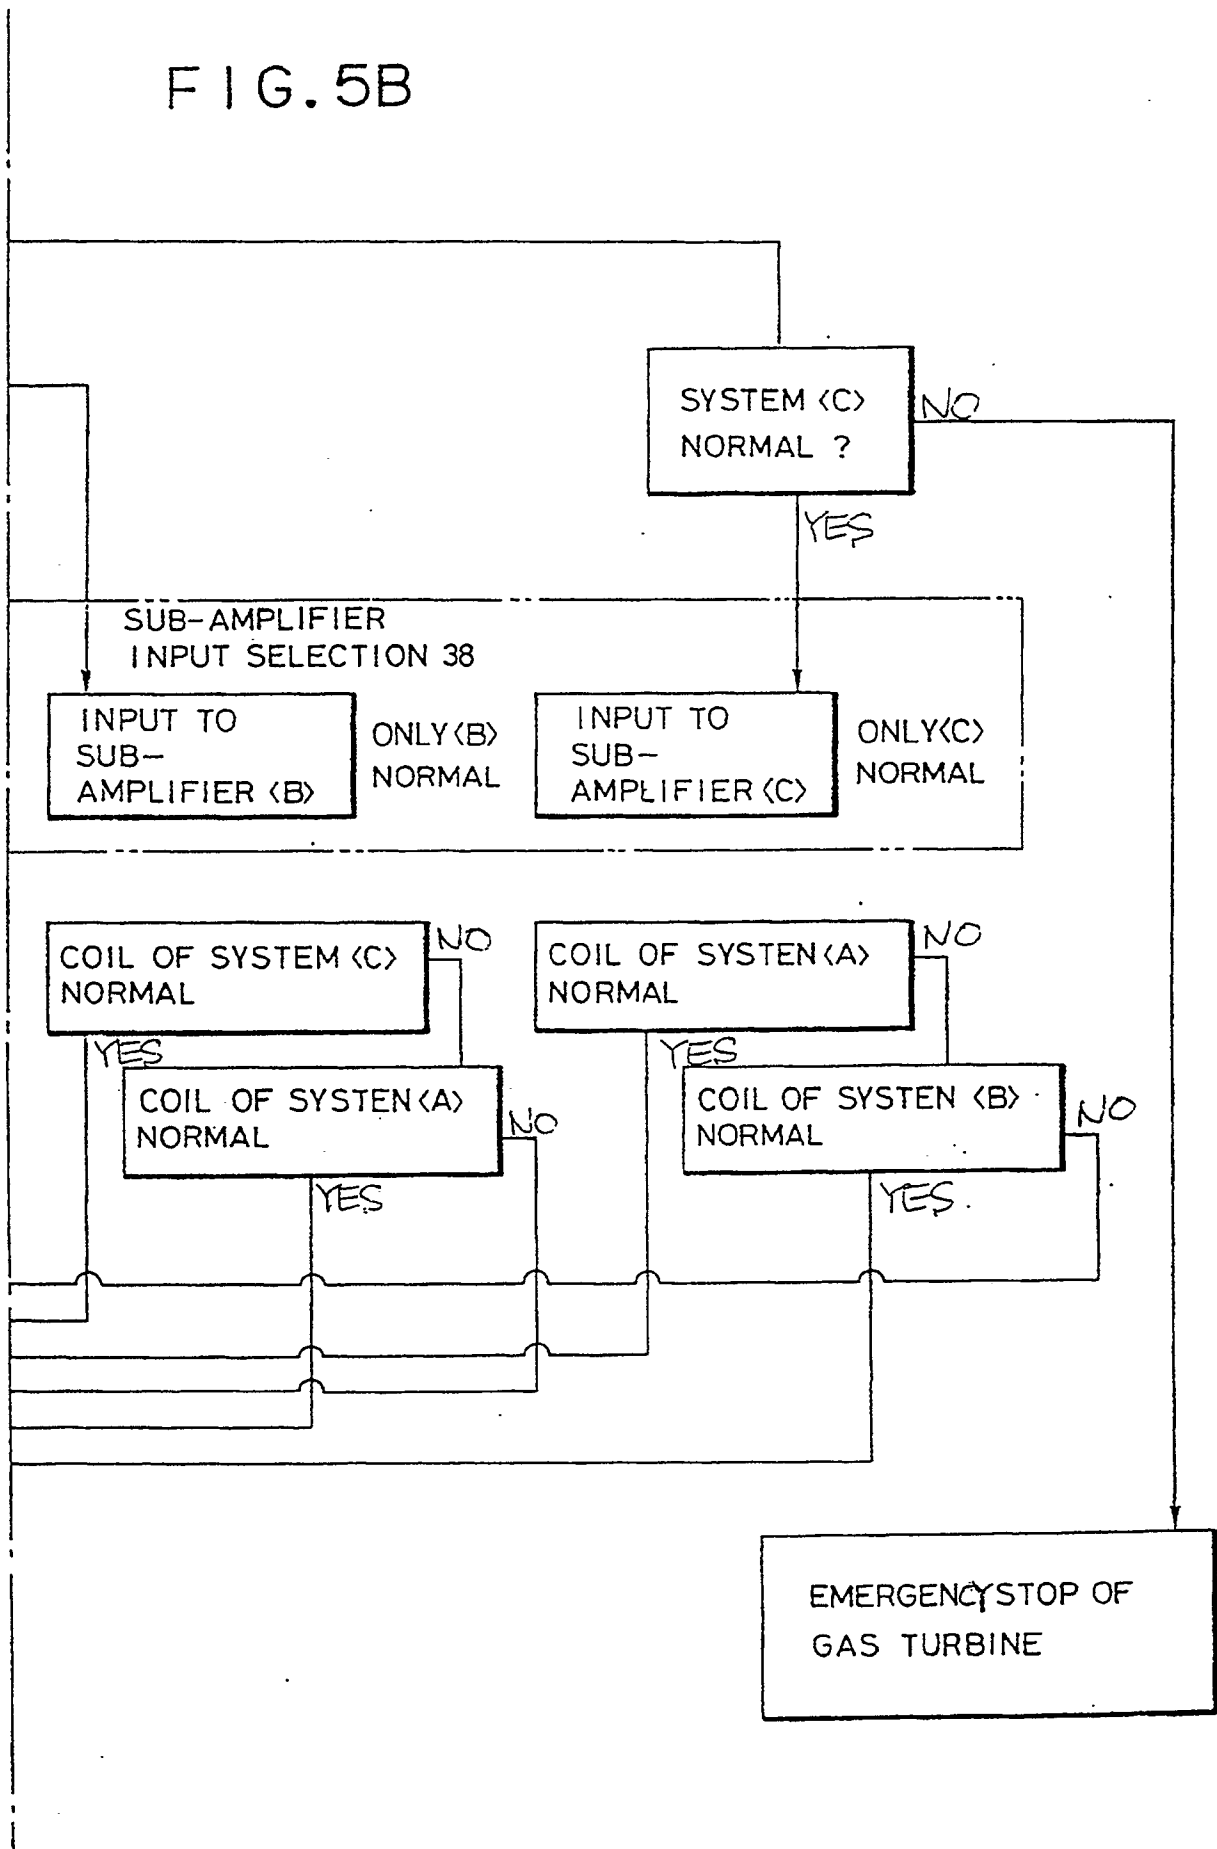 FIG. 5B
SYSTEM <C>
NORMAL ?
NO
YES
SUB-AMPLIFIER
INPUT SELECTION 38
INPUT TO
SUB-
AMPLIFIER <B>
ONLY <B>
NORMAL
INPUT TO
SUB-
AMPLIFIER <C>
ONLY <C>
NORMAL
COIL OF SYSTEM <C>
NORMAL
NO
YES
COIL OF SYSTEN <A>
NORMAL
NO
YES
COIL OF SYSTEN <A>
NORMAL
NO
YES
COIL OF SYSTEN <B>
NORMAL
NO
YES.
EMERGENCY STOP OF
GAS TURBINE